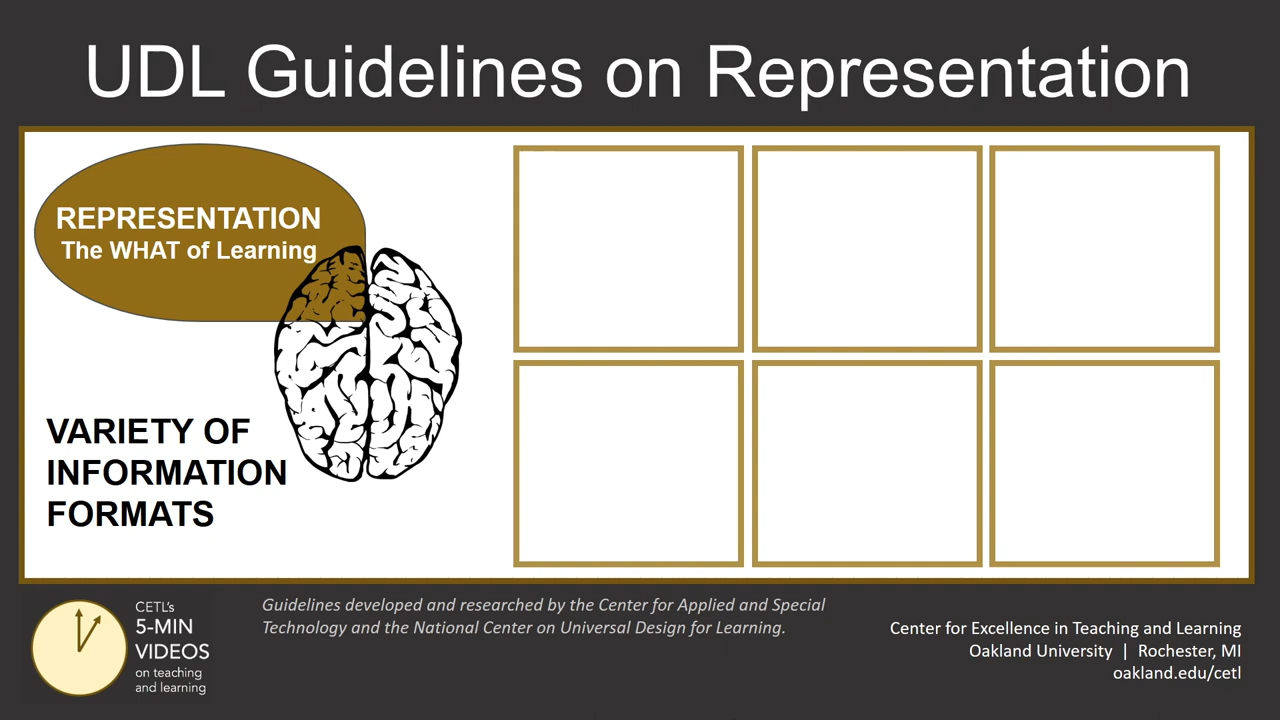 UDL Guidelines on Representation
REPRESENTATION
The WHAT of Learning
VARIETY OF
INFORMATION
FORMATS
CETL's
5-MIN
VIDEOS
on teaching
and learning
Guidelines developed and researched by the Center for Applied and Special
Technology and the National Center on Universal Design for Learning.
Center for Excellence in Teaching and Learning
Oakland University | Rochester, MI
oakland.edu/cetl